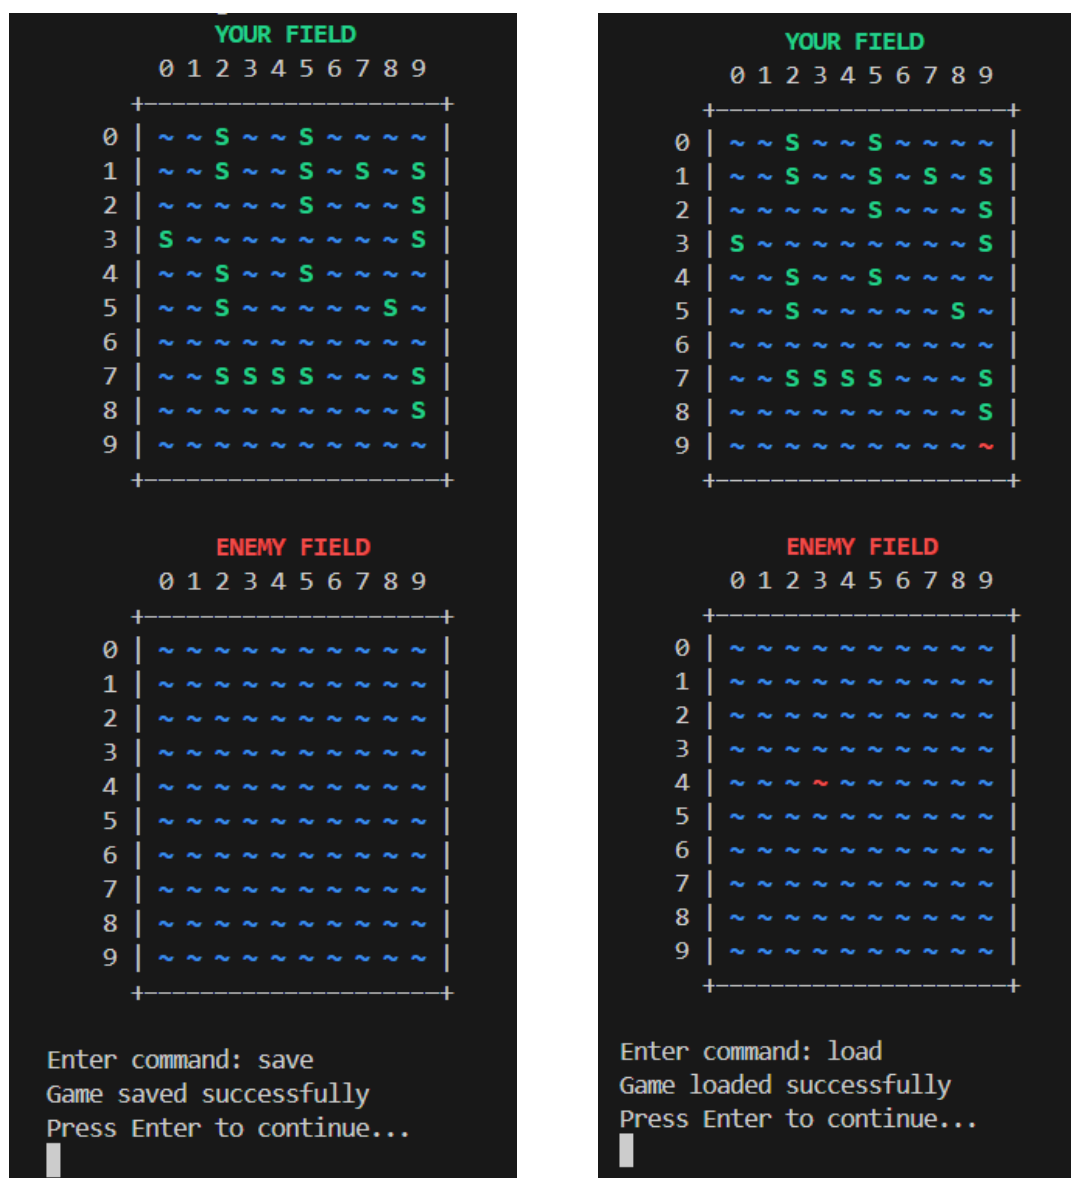 YOUR FIELD
0 1 2 3 4 5 6 7 8 9
+---------------------+
0 | ~ ~ S ~ ~ S ~ ~ ~ ~ |
1 | ~ ~ S ~ ~ S ~ S ~ S |
2 | ~ ~ ~ ~ ~ S ~ ~ ~ S |
3 | S ~ ~ ~ ~ ~ ~ ~ ~ S |
4 | ~ ~ S ~ ~ S ~ ~ ~ ~ |
5 | ~ ~ S ~ ~ ~ ~ ~ S ~ |
6 | ~ ~ ~ ~ ~ ~ ~ ~ ~ ~ |
7 | ~ ~ S S S S ~ ~ ~ S |
8 | ~ ~ ~ ~ ~ ~ ~ ~ ~ S |
9 | ~ ~ ~ ~ ~ ~ ~ ~ ~ ~ |
+---------------------+
ENEMY FIELD
0 1 2 3 4 5 6 7 8 9
+---------------------+
0 | ~ ~ ~ ~ ~ ~ ~ ~ ~ ~ |
1 | ~ ~ ~ ~ ~ ~ ~ ~ ~ ~ |
2 | ~ ~ ~ ~ ~ ~ ~ ~ ~ ~ |
3 | ~ ~ ~ ~ ~ ~ ~ ~ ~ ~ |
4 | ~ ~ ~ ~ ~ ~ ~ ~ ~ ~ |
5 | ~ ~ ~ ~ ~ ~ ~ ~ ~ ~ |
6 | ~ ~ ~ ~ ~ ~ ~ ~ ~ ~ |
7 | ~ ~ ~ ~ ~ ~ ~ ~ ~ ~ |
8 | ~ ~ ~ ~ ~ ~ ~ ~ ~ ~ |
9 | ~ ~ ~ ~ ~ ~ ~ ~ ~ ~ |
+---------------------+
Enter command: save
Game saved successfully
Press Enter to continue...
YOUR FIELD
0 1 2 3 4 5 6 7 8 9
+---------------------+
0 | ~ ~ S ~ ~ S ~ ~ ~ ~ |
1 | ~ ~ S ~ ~ S ~ S ~ S |
2 | ~ ~ ~ ~ ~ S ~ ~ ~ S |
3 | S ~ ~ ~ ~ ~ ~ ~ ~ S |
4 | ~ ~ S ~ ~ S ~ ~ ~ ~ |
5 | ~ ~ S ~ ~ ~ ~ ~ S ~ |
6 | ~ ~ ~ ~ ~ ~ ~ ~ ~ ~ |
7 | ~ ~ S S S S ~ ~ ~ S |
8 | ~ ~ ~ ~ ~ ~ ~ ~ ~ S |
9 | ~ ~ ~ ~ ~ ~ ~ ~ ~ ~ |
+---------------------+
ENEMY FIELD
0 1 2 3 4 5 6 7 8 9
+---------------------+
0 | ~ ~ ~ ~ ~ ~ ~ ~ ~ ~ |
1 | ~ ~ ~ ~ ~ ~ ~ ~ ~ ~ |
2 | ~ ~ ~ ~ ~ ~ ~ ~ ~ ~ |
3 | ~ ~ ~ ~ ~ ~ ~ ~ ~ ~ |
4 | ~ ~ ~ ~ ~ ~ ~ ~ ~ ~ |
5 | ~ ~ ~ ~ ~ ~ ~ ~ ~ ~ |
6 | ~ ~ ~ ~ ~ ~ ~ ~ ~ ~ |
7 | ~ ~ ~ ~ ~ ~ ~ ~ ~ ~ |
8 | ~ ~ ~ ~ ~ ~ ~ ~ ~ ~ |
9 | ~ ~ ~ ~ ~ ~ ~ ~ ~ ~ |
+---------------------+
Enter command: load
Game loaded successfully
Press Enter to continue...